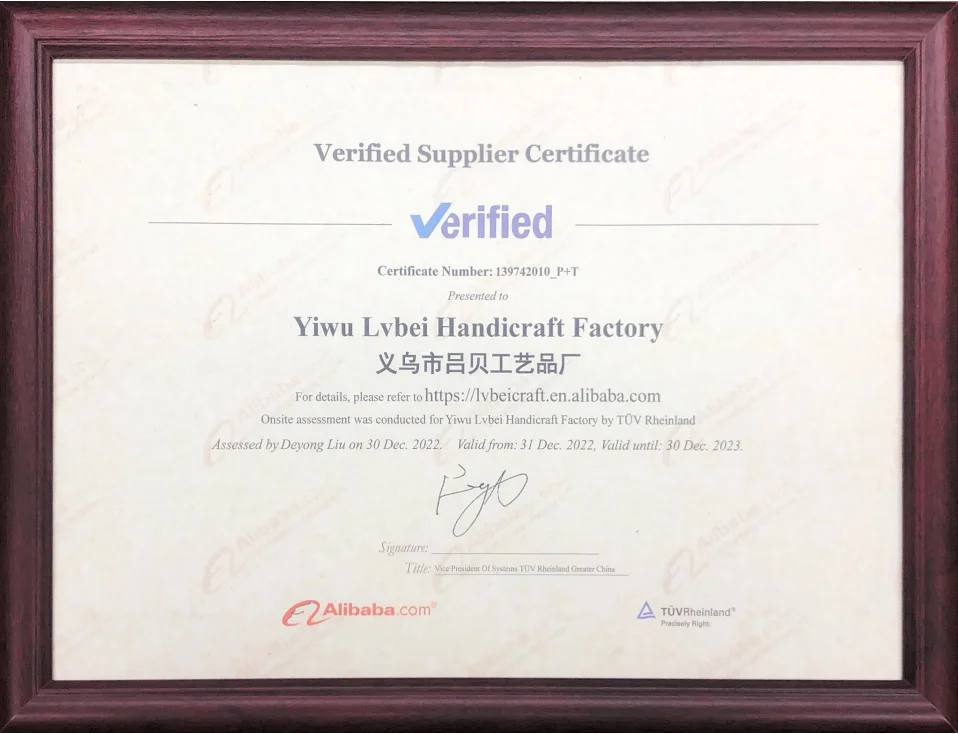 Verified Supplier Certificate
Verified
Certificate Number: 139742010_P+T
Presented to
Yiwu Lvbei Handicraft Factory
义乌市吕贝工艺品厂
For details, please refer to https://lvbeicraft.en.alibaba.com
Onsite assessment was conducted for Yiwu Lvbei Handicraft Factory by TÜV Rheinland
Assessed by Deyong Liu on 30 Dec. 2022. Valid from: 31 Dec. 2022, Valid until: 30 Dec. 2023.
Signature:
Title: Vice President Of Systems TÜV Rheinland Greater China
Alibaba.com®
TÜVRheinland®
Precisely Right.